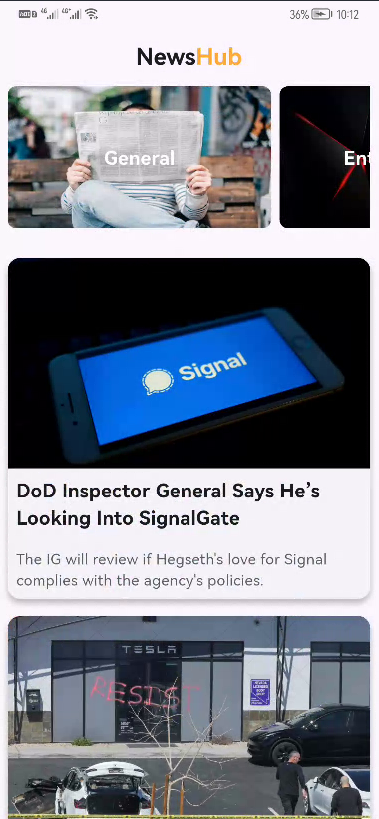 36% 10:12
NewsHub
General
Ent
Signal
DoD Inspector General Says He's
Looking Into SignalGate
The IG will review if Hegseth's love for Signal
complies with the agency's policies.
TESLA
RESIST